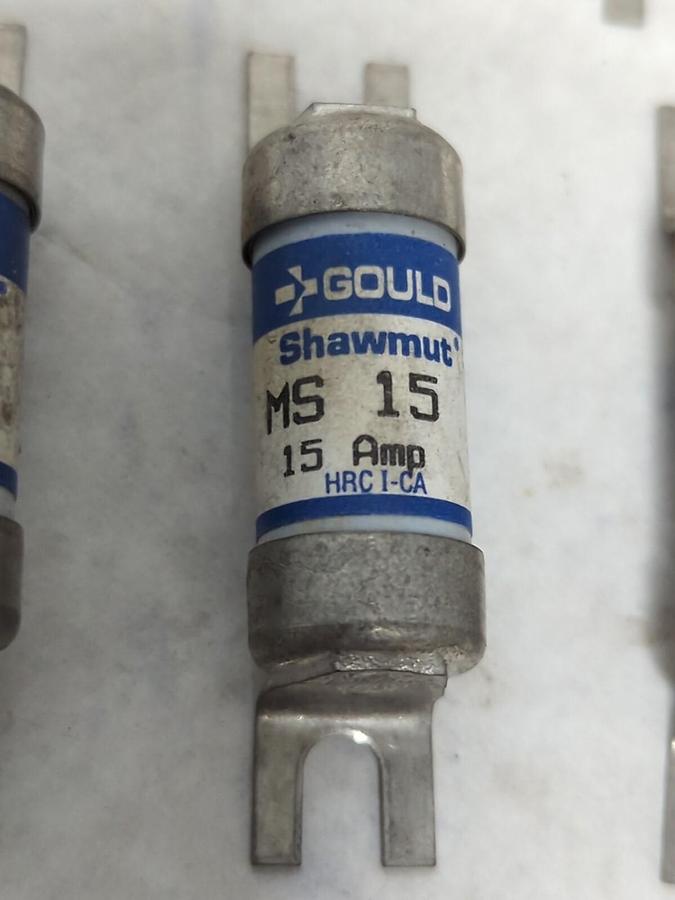 GOULD
Shawmut
MS 15
15 Amp
HRC I-CA